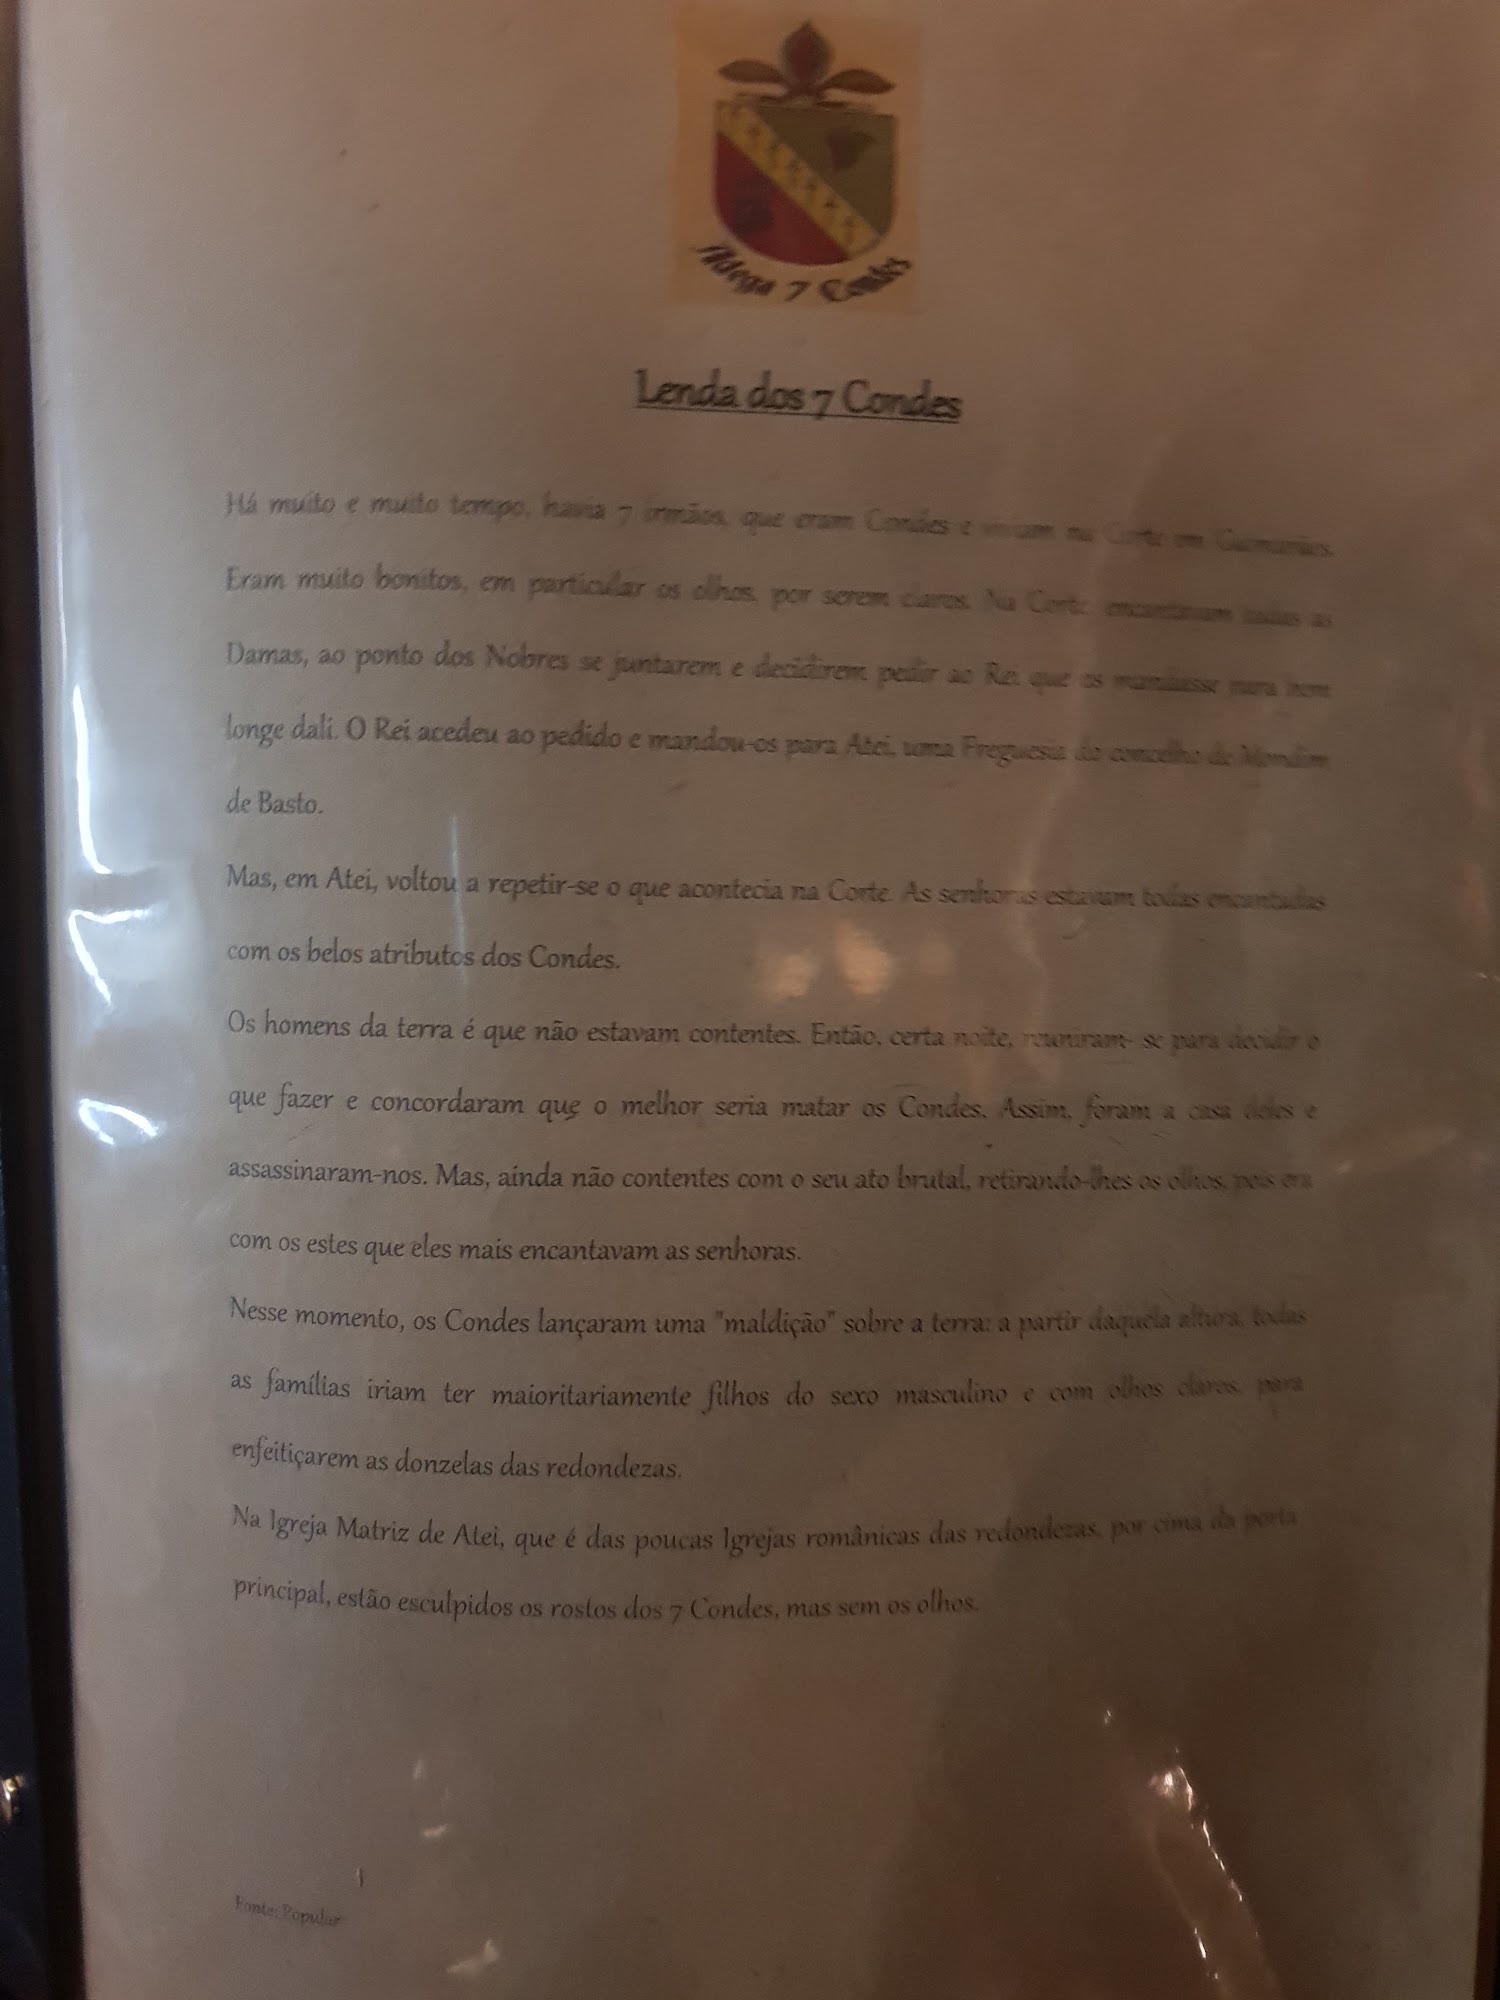 Adega 7 Condes
Lenda dos 7 Condes
Há muito e muito tempo, havia 7 irmãos, que eram Condes e viviam na Corte em Guimarães.
Eram muito bonitos, em particular os olhos, por serem claros. Na Corte, encantavam todas as
Damas, ao ponto dos Nobres se juntarem e decidirem pedir ao Rei que os mandasse para bem
longe dali. O Rei acedeu ao pedido e mandou-os para Atei, uma Freguesia do concelho de Mondim
de Basto.
Mas, em Atei, voltou a repetir-se o que acontecia na Corte. As senhoras estavam todas encantadas
com os belos atributos dos Condes.
Os homens da terra é que não estavam contentes. Então, certa noite, reuniram- se para decidir o
que fazer e concordaram que o melhor seria matar os Condes. Assim, foram a casa deles e
assassinaram-nos. Mas, ainda não contentes com o seu ato brutal, retirando-lhes os olhos, pois era
com os estes que eles mais encantavam as senhoras.
Nesse momento, os Condes lançaram uma "maldição" sobre a terra: a partir daquela altura, todas
as famílias iriam ter maioritariamente filhos do sexo masculino e com olhos claros, para
enfeitiçarem as donzelas das redondezas.
Na Igreja Matriz de Atei, que é das poucas Igrejas românicas das redondezas, por cima da porta
principal, estão esculpidos os rostos dos 7 Condes, mas sem os olhos.
Fonte: Popular